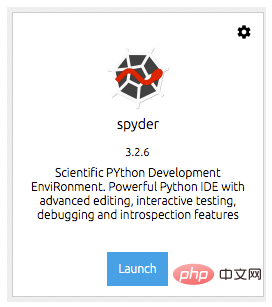 spyder
3.2.6
Scientific PYthon Development
EnviRonment. Powerful Python IDE with
advanced editing, interactive testing,
debugging and introspection features
Launch
php 中文网